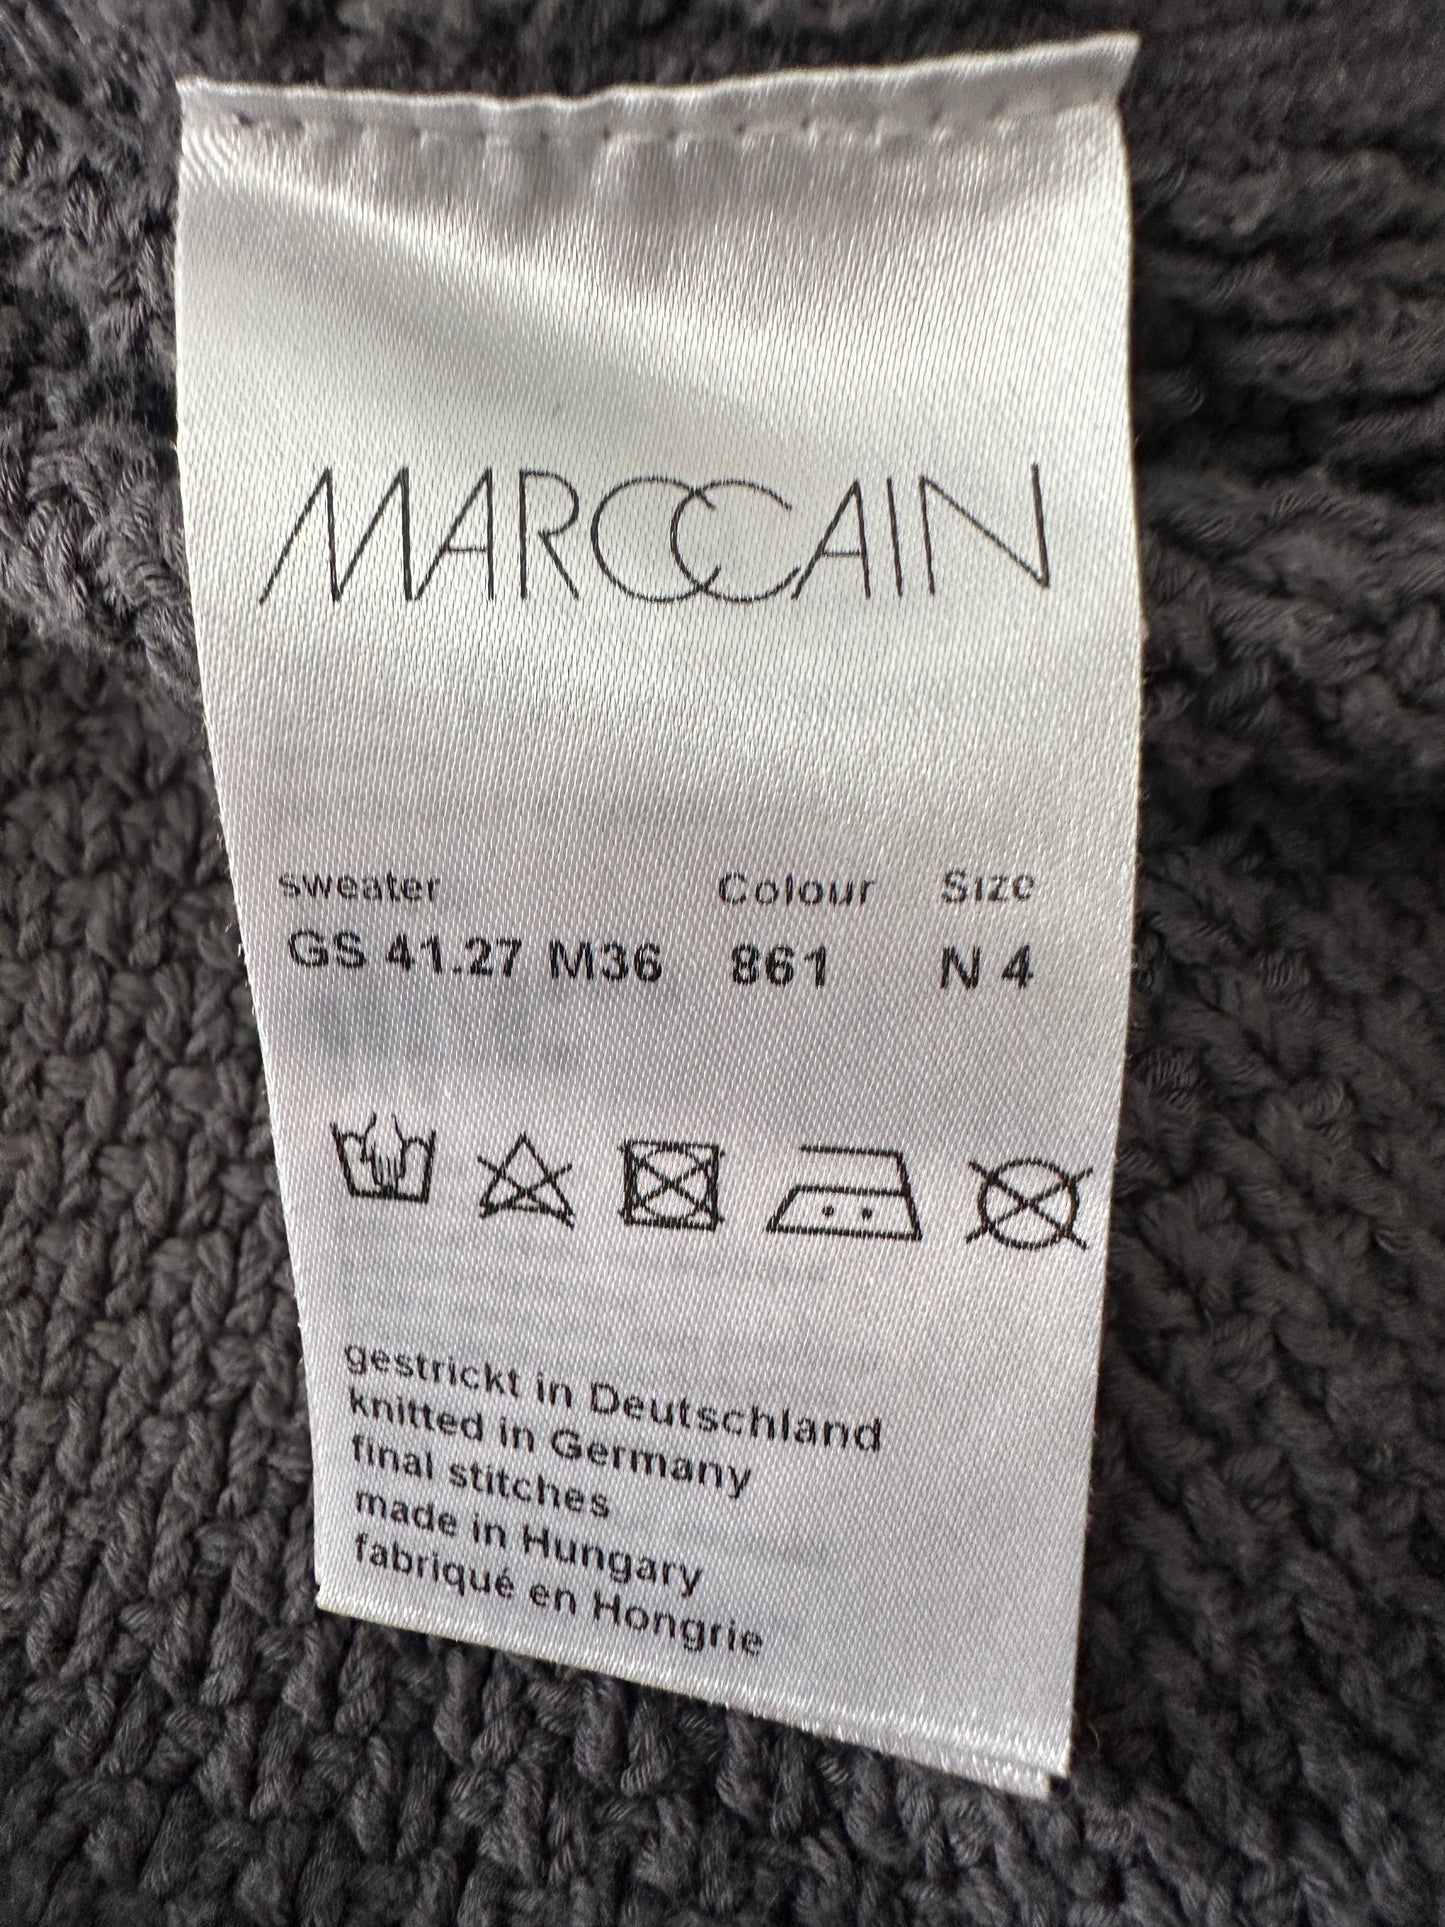 MARCCAIN
sweater Colour Size
GS 41.27 M36 861 N 4
gestrickt in Deutschland
knitted in Germany
final stitches
made in Hungary
fabriqué en Hongrie